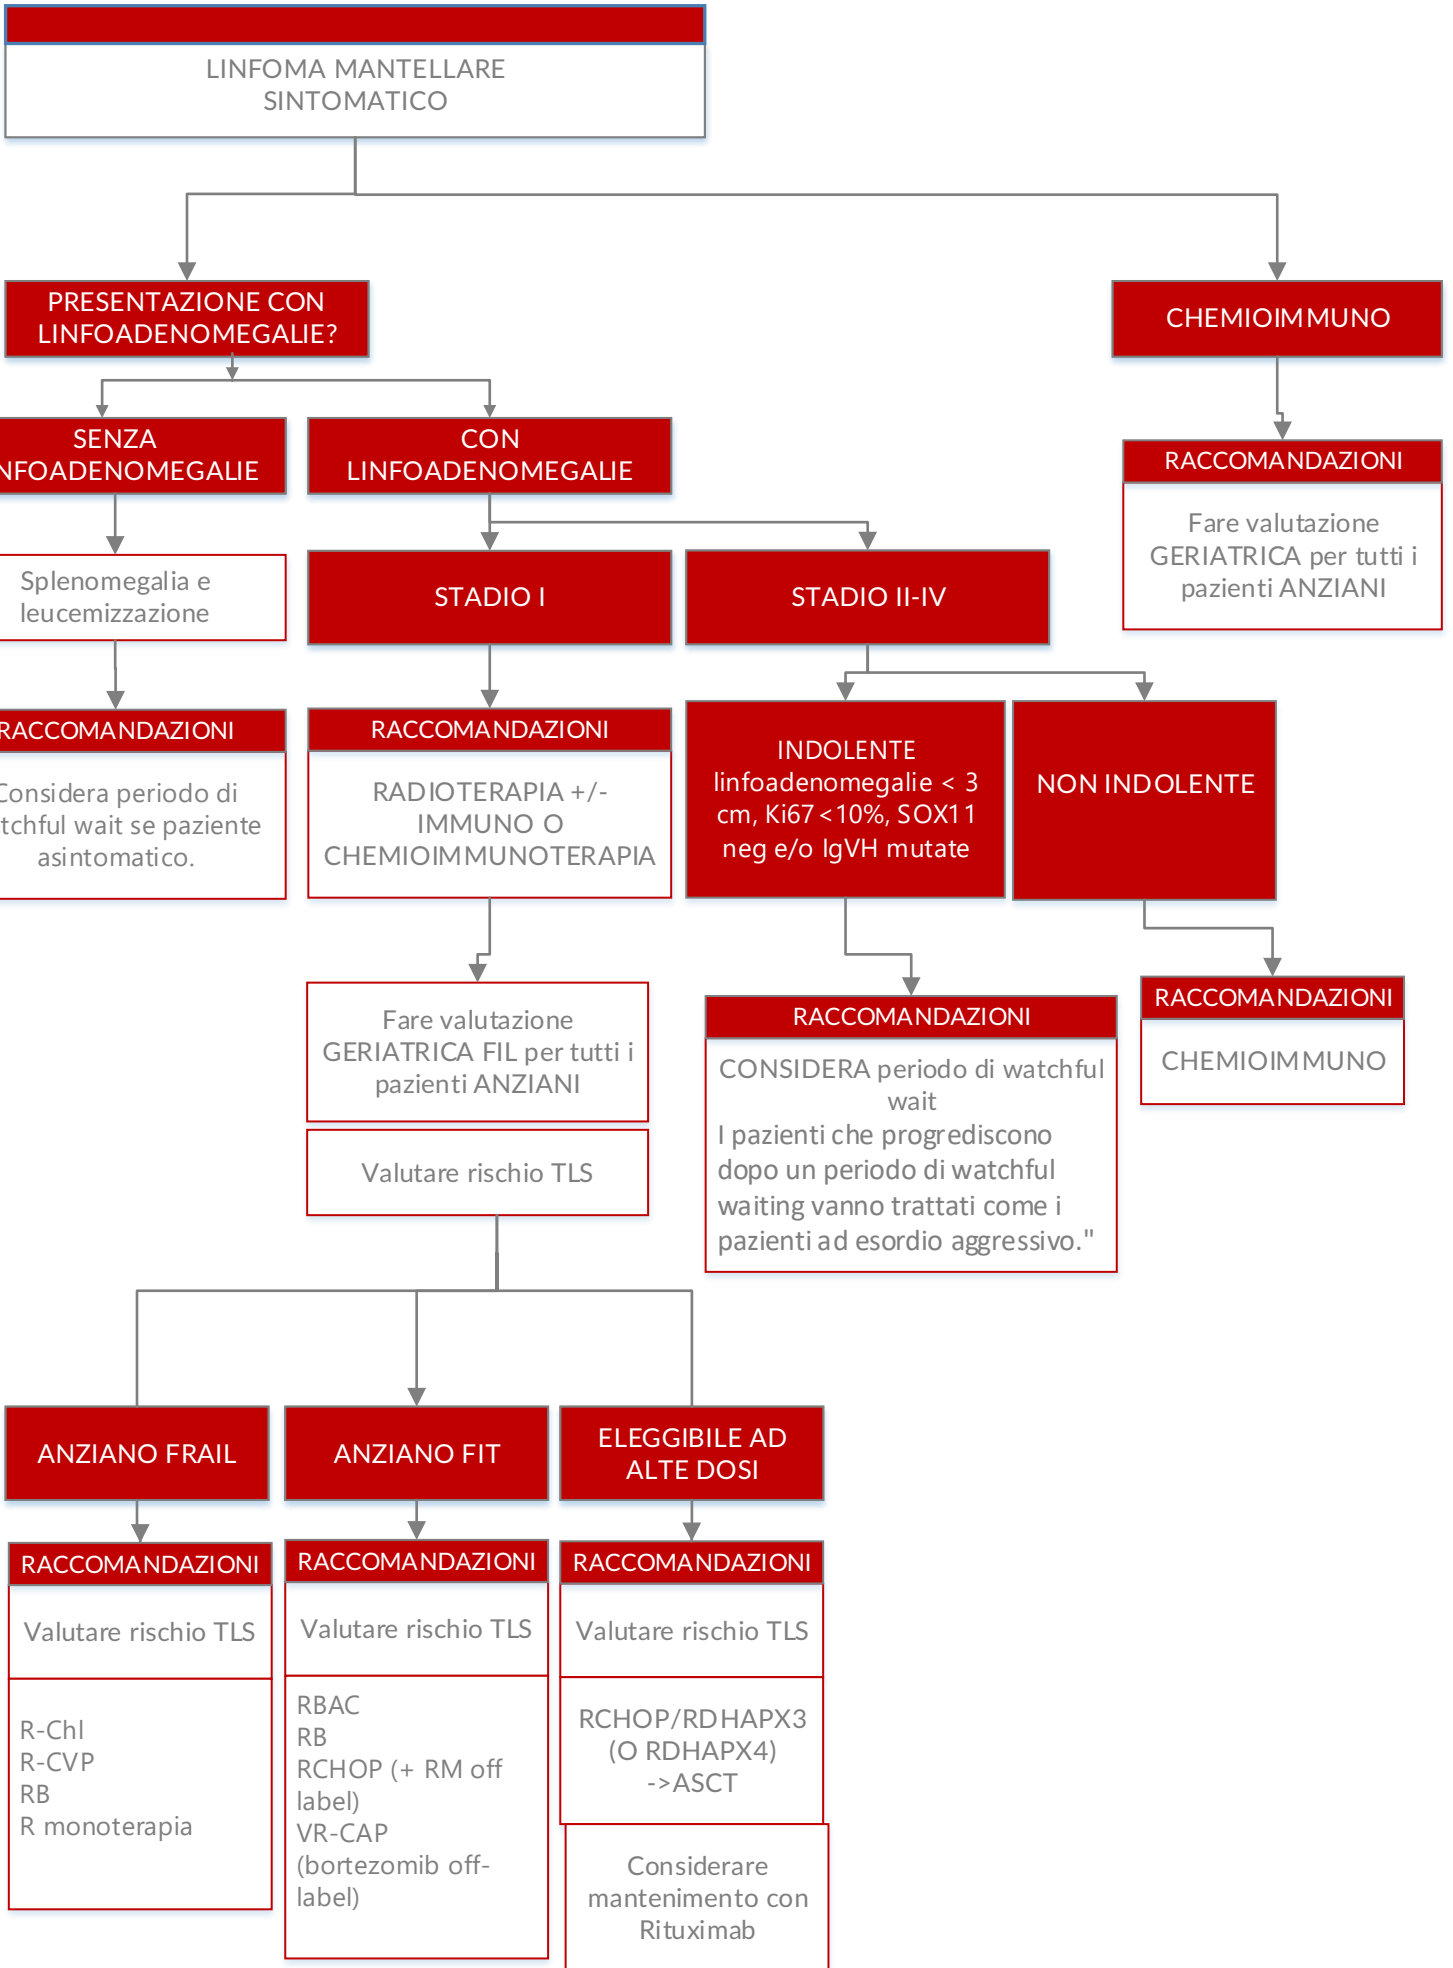 LINFOMA MANTELLARE
SINTOMATICO
PRESENTAZIONE CON
LINFOADENOMEGALIE?
CHEMIOIMMUNO
SENZA
NFOADENOMEGALIE
CON
LINFOADENOMEGALIE
RACCOMANDAZIONI
Fare valutazione
GERIATRICA per tutti i
pazienti ANZIANI
Splenomegalia e
leucemizzazione
STADIO I
STADIO II-IV
RACCOMANDAZIONI
Considera periodo di
tchful wait se paziente
asintomatico.
RACCOMANDAZIONI
RADIOTERAPIA +/-
IMMUNO O
CHEMIOIMMUNOTERAPIA
INDOLENTE
linfoadenomegalie < 3
cm, Ki67 <10%, SOX11
neg e/o IgVH mutate
NON INDOLENTE
Fare valutazione
GERIATRICA FIL per tutti i
pazienti ANZIANI
Valutare rischio TLS
RACCOMANDAZIONI
CONSIDERA periodo di watchful
wait
I pazienti che progrediscono
dopo un periodo di watchful
waiting vanno trattati come i
pazienti ad esordio aggressivo."
RACCOMANDAZIONI
CHEMIOIMMUNO
ANZIANO FRAIL
ANZIANO FIT
ELEGGIBILE AD
ALTE DOSI
RACCOMANDAZIONI
Valutare rischio TLS
R-Chl
R-CVP
RB
R monoterapia
RACCOMANDAZIONI
Valutare rischio TLS
RBAC
RB
RCHOP (+ RM off
label)
VR-CAP
(bortezomib off-
label)
RACCOMANDAZIONI
Valutare rischio TLS
RCHOP/RDHAPX3
(O RDHAPX4)
->ASCT
Considerare
mantenimento con
Rituximab